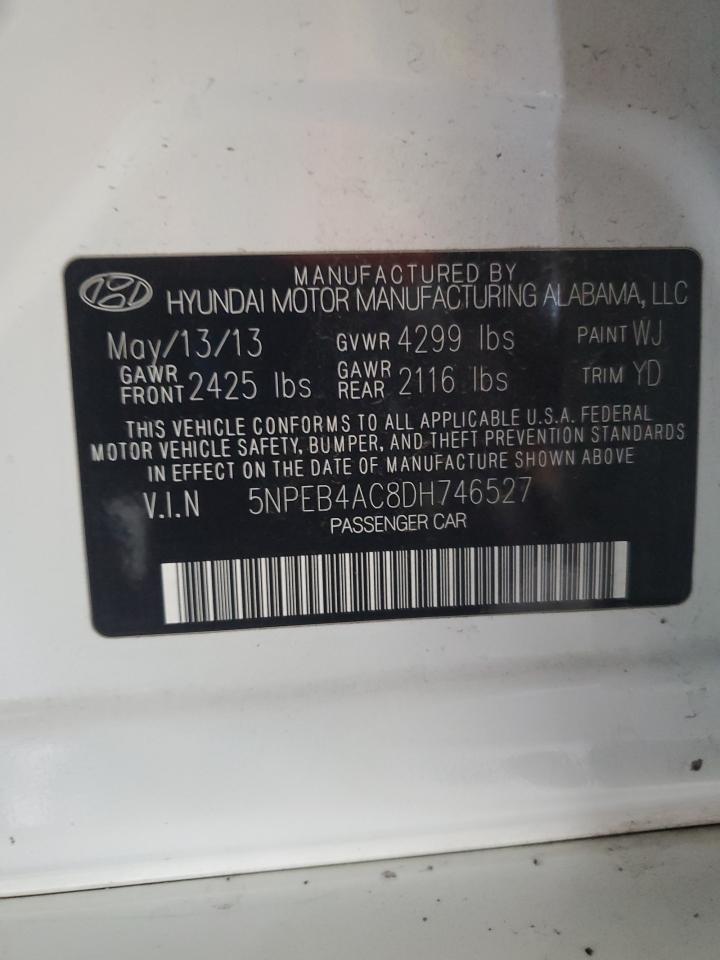 MANUFACTURED BY
HYUNDAI MOTOR MANUFACTURING ALABAMA, LLC
May/13/13 GVWR 4299 lbs PAINT WJ
GAWR FRONT 2425 lbs GAWR REAR 2116 lbs TRIM YD
THIS VEHICLE CONFORMS TO ALL APPLICABLE U.S.A. FEDERAL
MOTOR VEHICLE SAFETY, BUMPER, AND THEFT PREVENTION STANDARDS
IN EFFECT ON THE DATE OF MANUFACTURE SHOWN ABOVE
V.I.N 5NPEB4AC8DH746527
PASSENGER CAR